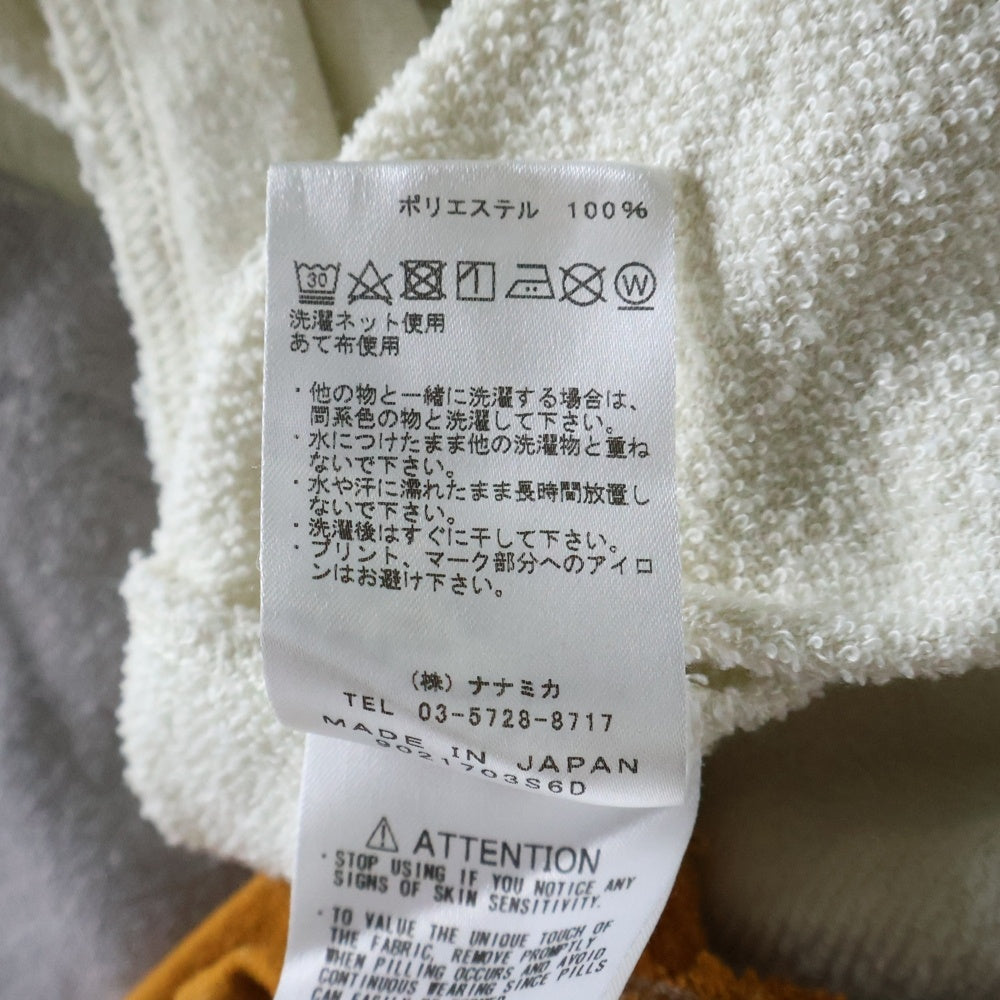 ポリエステル 100%
30 W
洗濯ネット使用
あて布使用
・他の物と一緒に洗濯する場合は、
同系色の物と洗濯して下さい。
・水につけたまま他の洗濯物と重ね
ないで下さい。
・水や汗に濡れたまま長時間放置し
ないで下さい。
・洗濯後はすぐに干して下さい。
・プリント、マーク部分へのアイロ
ンはお避け下さい。
(株)ナナミカ
TEL 03-5728-8717
MADE IN JAPAN
9021703S6D
⚠ ATTENTION
・STOP USING IF YOU NOTICE ANY
SIGNS OF SKIN SENSITIVITY.
・TO VALUE THE UNIQUE TOUCH OF
THE FABRIC, REMOVE PROMPTLY
WHEN PILLING OCCURS AND AVOID
CONTINUOUS WEARING SINCE PILLS
CAN